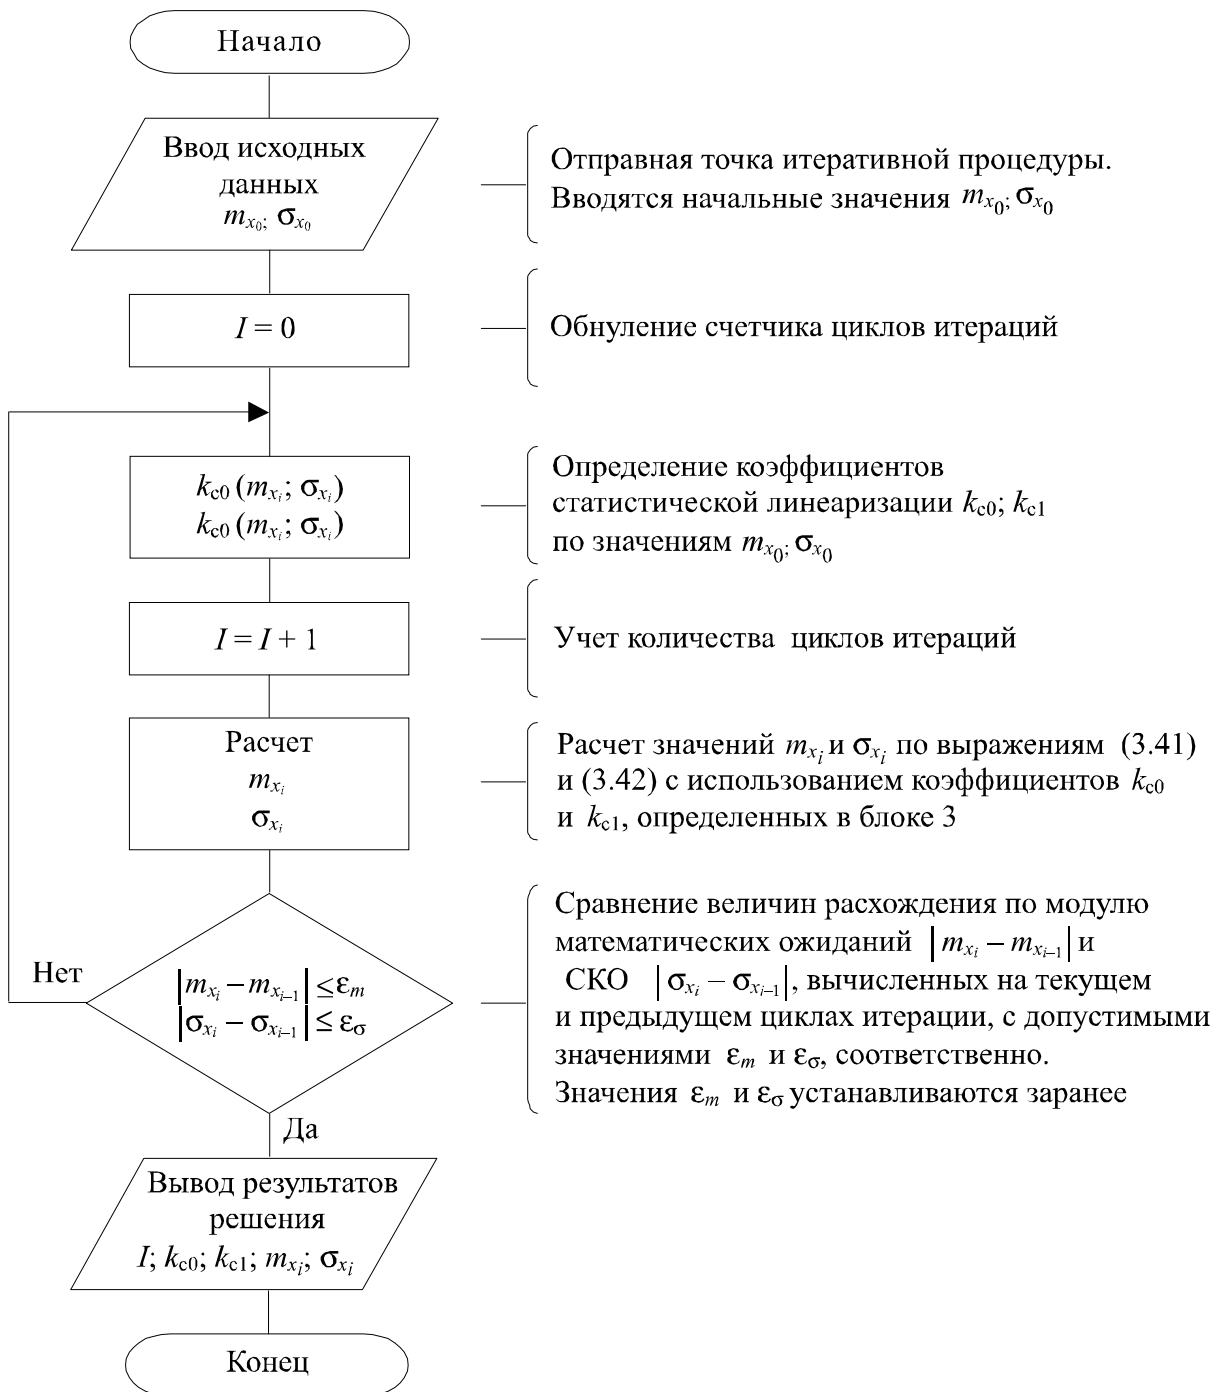 Начало
Ввод исходных
данных
m_{x_0}; σ_{x_0}
Отправная точка итеративной процедуры.
Вводятся начальные значения m_{x_0}; σ_{x_0}
I = 0
Обнуление счетчика циклов итераций
k_{c0} (m_{x_i}; σ_{x_i})
k_{c0} (m_{x_i}; σ_{x_i})
Определение коэффициентов
статистической линеаризации k_{c0}; k_{c1}
по значениям m_{x_0}; σ_{x_0}
I = I + 1
Учет количества циклов итераций
Расчет
m_{x_i}
σ_{x_i}
Расчет значений m_{x_i} и σ_{x_i} по выражениям (3.41)
и (3.42) с использованием коэффициентов k_{c0}
и k_{c1}, определенных в блоке 3
Нет
|m_{x_i} – m_{x_{i–1}}| ≤ ε_m
|σ_{x_i} – σ_{x_{i–1}}| ≤ ε_σ
Сравнение величин расхождения по модулю
математических ожиданий |m_{x_i} – m_{x_{i–1}}| и
СКО |σ_{x_i} – σ_{x_{i–1}}|, вычисленных на текущем
и предыдущем циклах итерации, с допустимыми
значениями ε_m и ε_σ, соответственно.
Значения ε_m и ε_σ устанавливаются заранее
Да
Вывод результатов
решения
I; k_{c0}; k_{c1}; m_{x_i}; σ_{x_i}
Конец